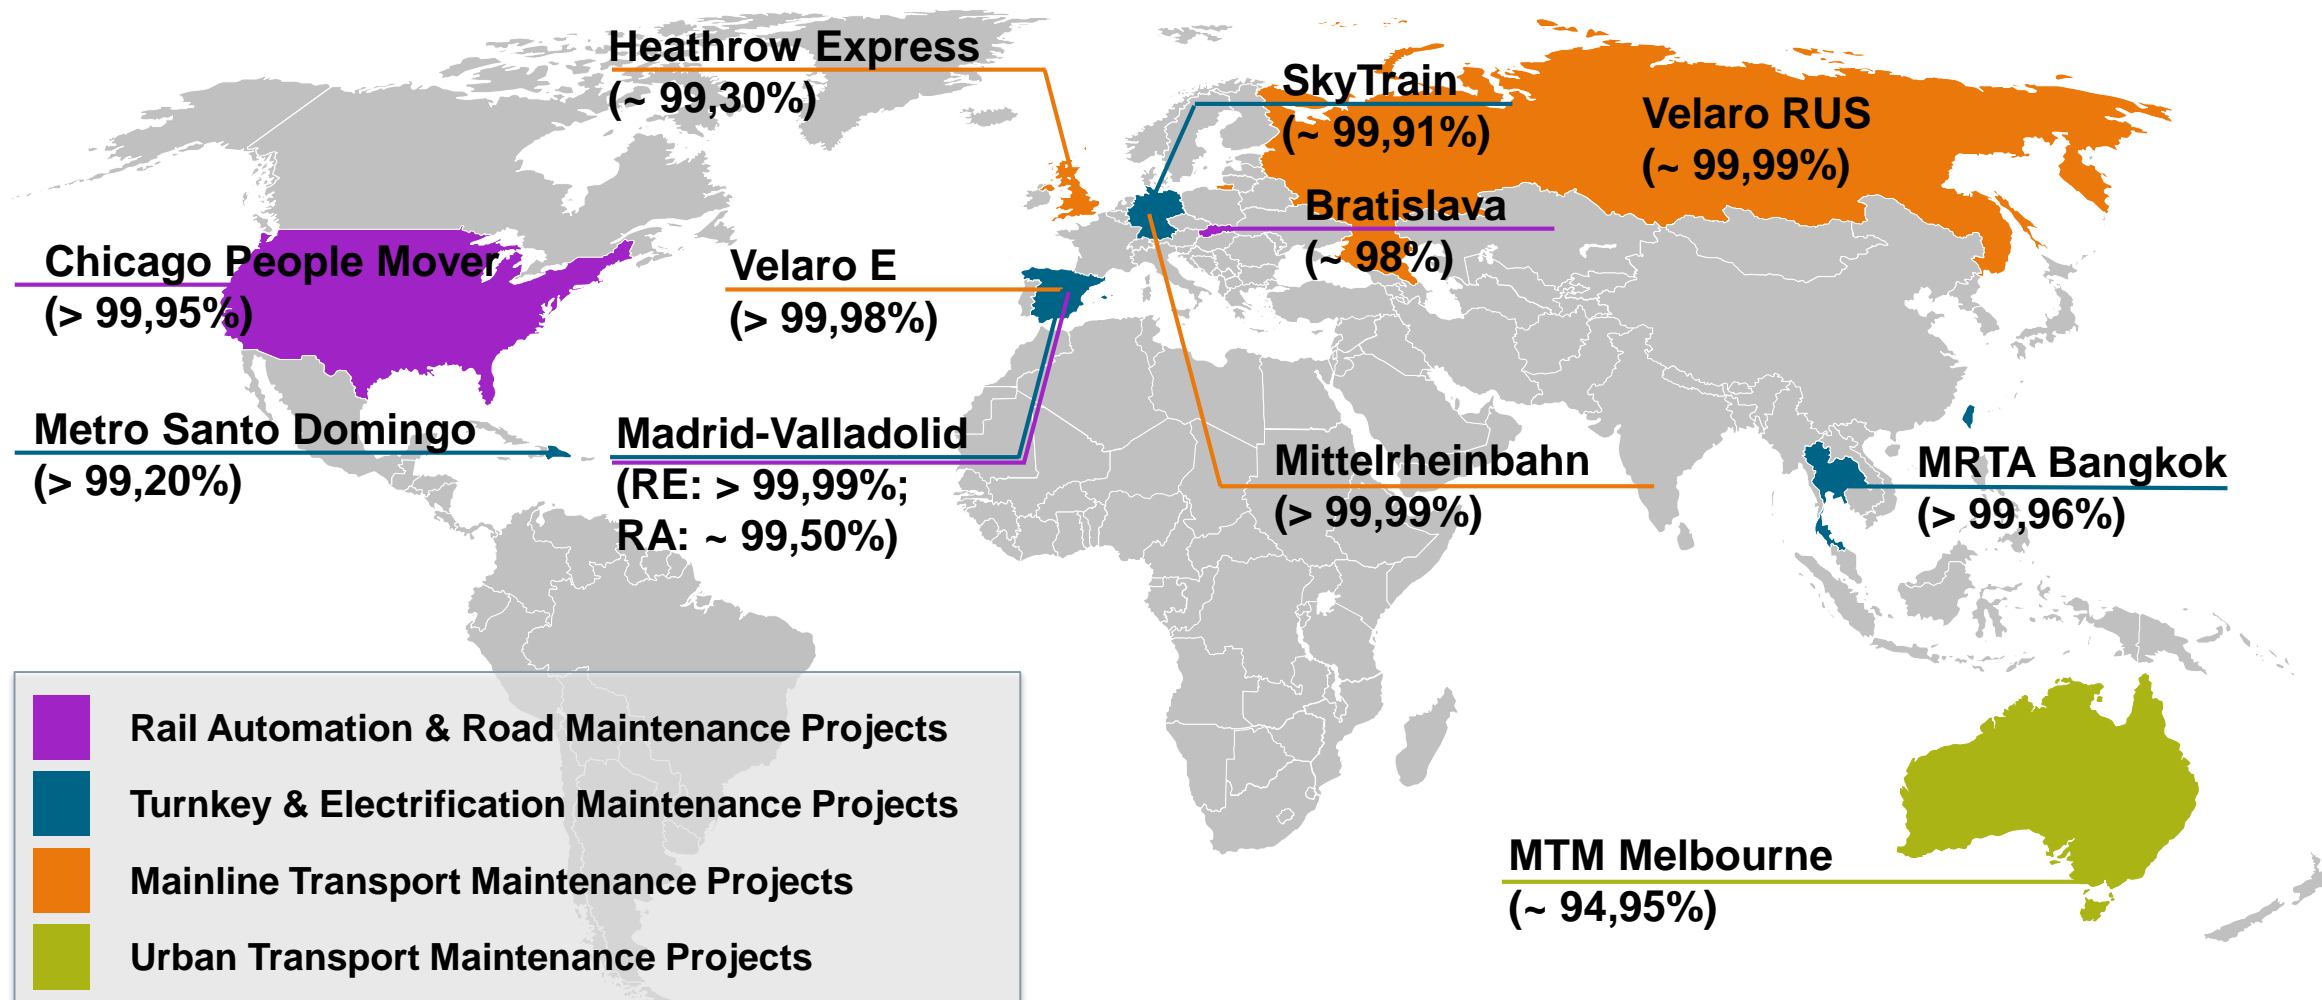 Heathrow Express
(~ 99,30%)
SkyTrain
(~ 99,91%)
Velaro RUS
(~ 99,99%)
Bratislava
(~ 98%)
Chicago People Mover
(> 99,95%)
Velaro E
(> 99,98%)
Metro Santo Domingo
(> 99,20%)
Madrid-Valladolid
(RE: > 99,99%;
RA: ~ 99,50%)
Mittelrheinbahn
(> 99,99%)
MRTA Bangkok
(> 99,96%)
MTM Melbourne
(~ 94,95%)
Rail Automation & Road Maintenance Projects
Turnkey & Electrification Maintenance Projects
Mainline Transport Maintenance Projects
Urban Transport Maintenance Projects